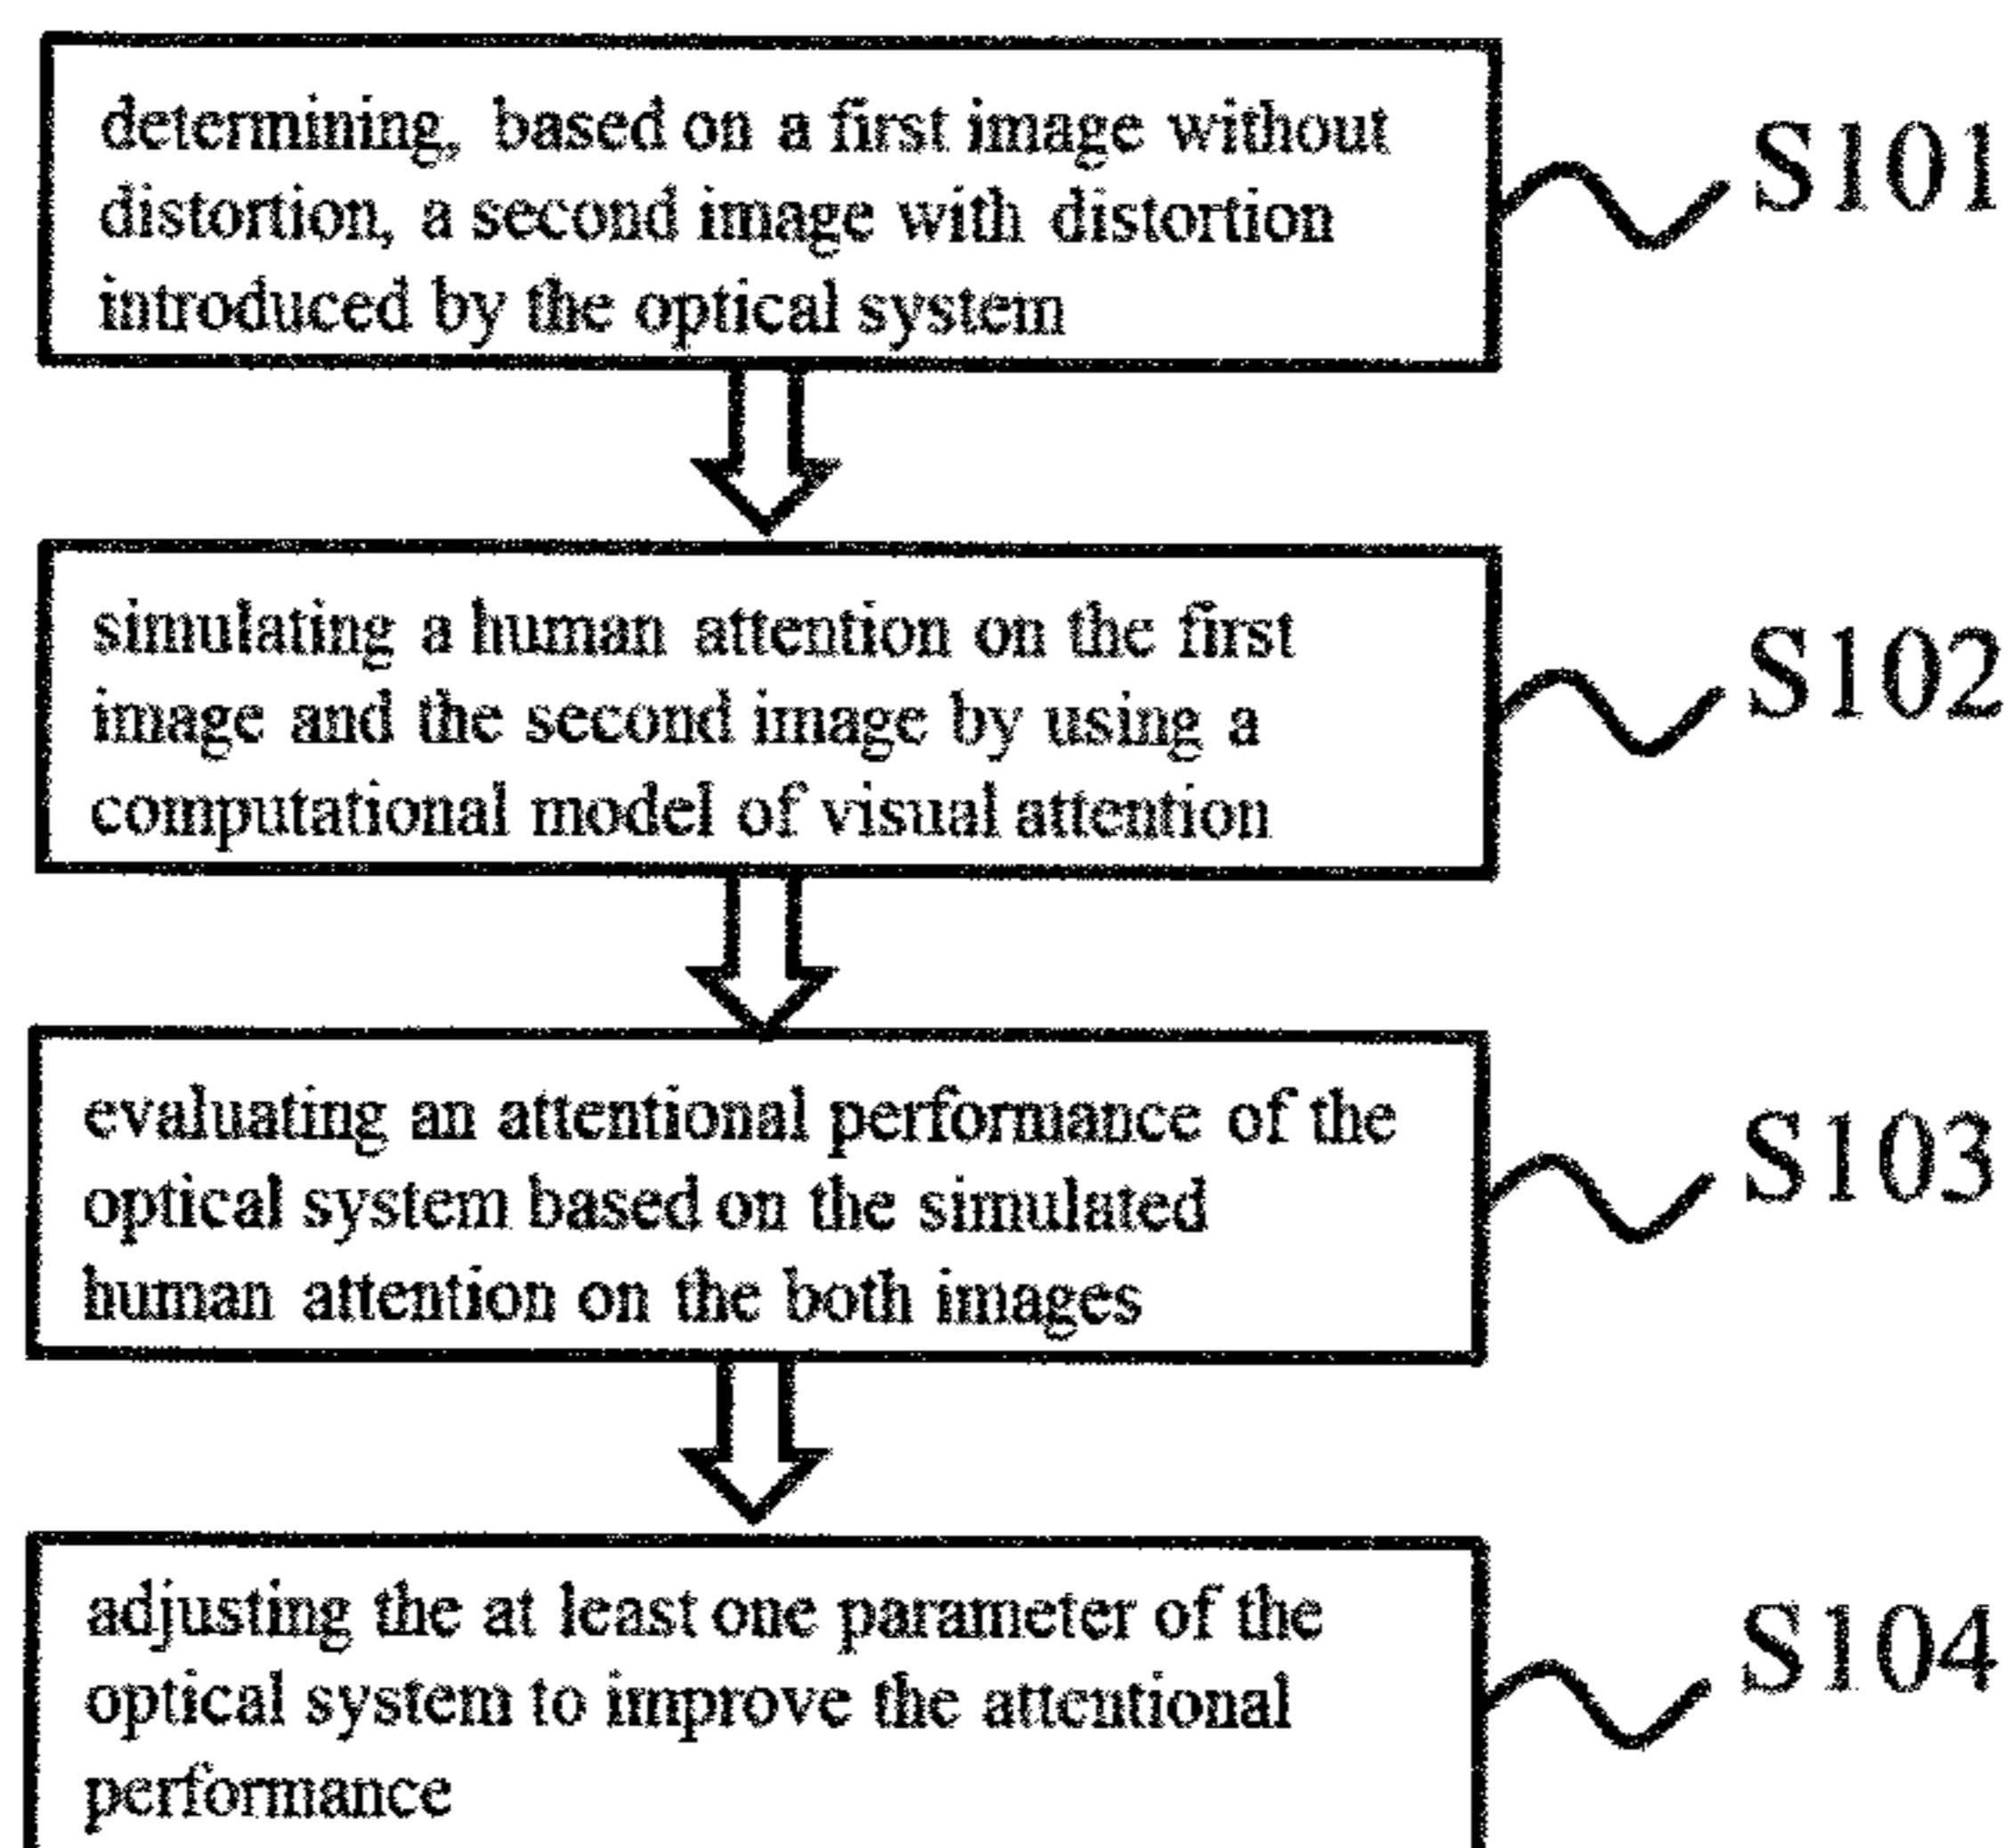 determining, based on a first image without
distortion, a second image with distortion
introduced by the optical system
S101
simulating a human attention on the first
image and the second image by using a
computational model of visual attention
S102
evaluating an attentional performance of the
optical system based on the simulated
human attention on the both images
S103
adjusting the at least one parameter of the
optical system to improve the attentional
performance
S104